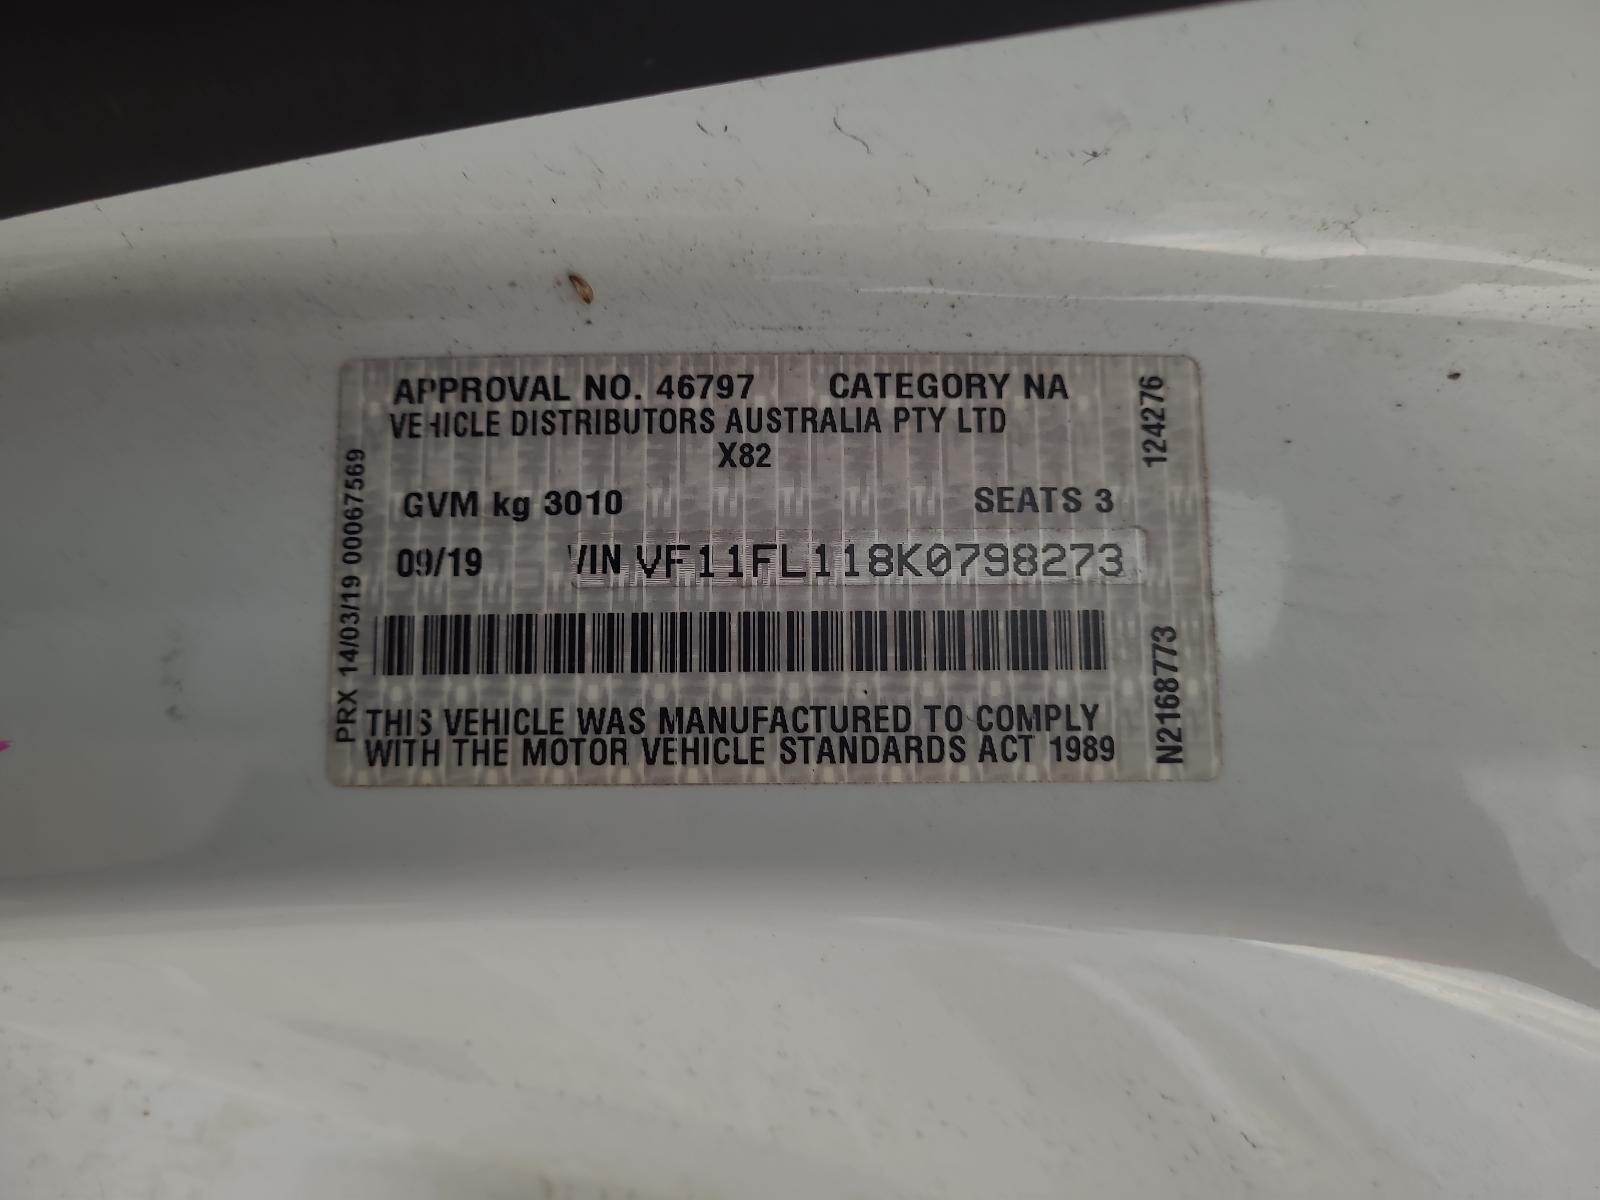 APPROVAL NO. 46797 CATEGORY NA
VEHICLE DISTRIBUTORS AUSTRALIA PTY LTD
X82
GVM kg 3010 SEATS 3
09/19 VIN VF11FL118K0798273
THIS VEHICLE WAS MANUFACTURED TO COMPLY
WITH THE MOTOR VEHICLE STANDARDS ACT 1989
PRX 14/03/19 00067569
124276
N2168773